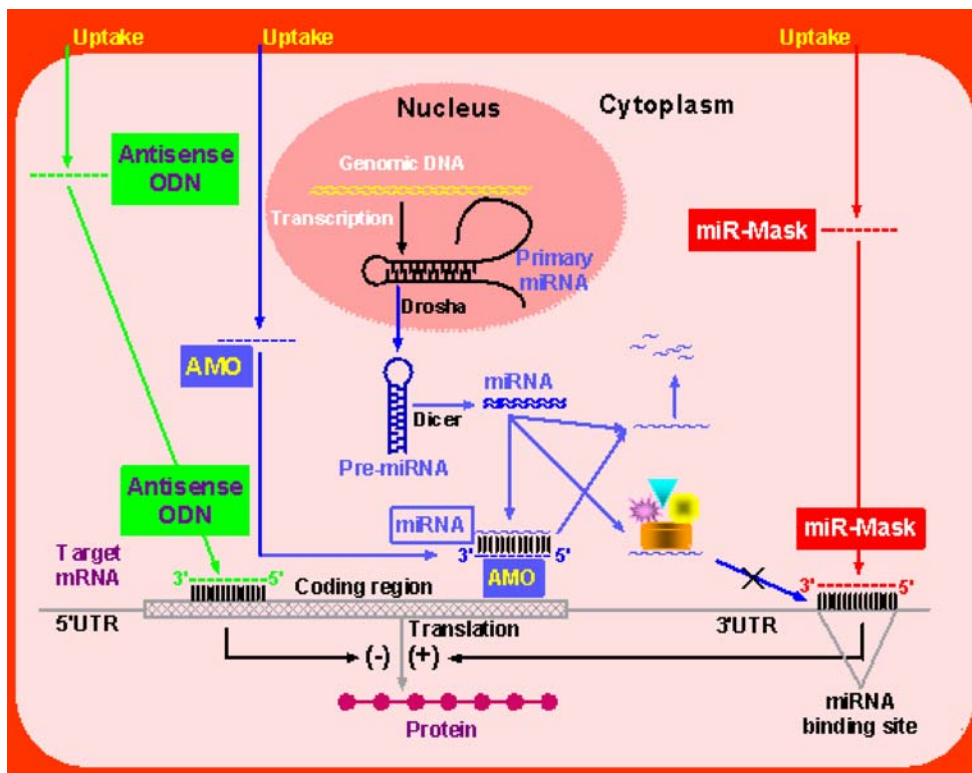 Uptake
Uptake
Uptake
Nucleus
Cytoplasm
Antisense
ODN
Genomic DNA
Transcription
miR-Mask
Primary
miRNA
Drosha
AMO
miRNA
Dicer
Pre-miRNA
Antisense
ODN
miRNA
miR-Mask
Target
mRNA
3'
5'
3'
5'
AMO
3'
5'
Coding region
5'UTR
Translation
3'UTR
(-)
(+)
miRNA
binding site
Protein